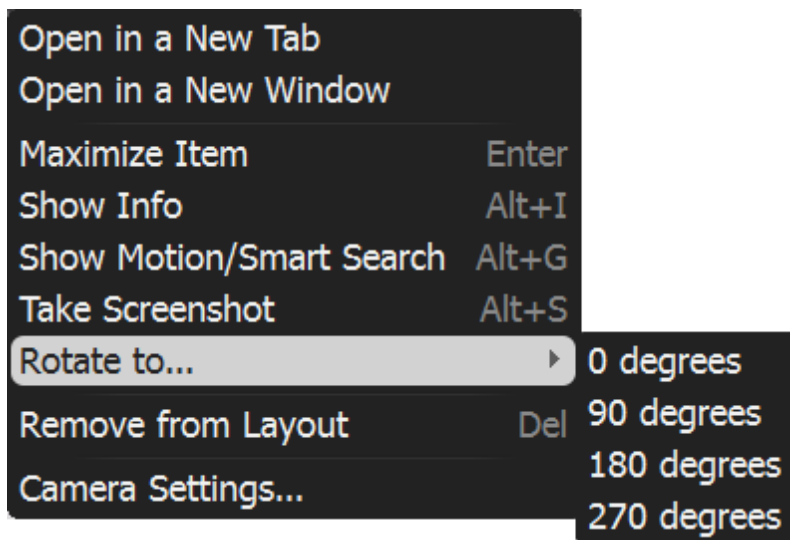 Open in a New Tab
Open in a New Window
Maximize Item Enter
Show Info Alt+I
Show Motion/Smart Search Alt+G
Take Screenshot Alt+S
Rotate to...
0 degrees
90 degrees
180 degrees
270 degrees
Remove from Layout Del
Camera Settings...